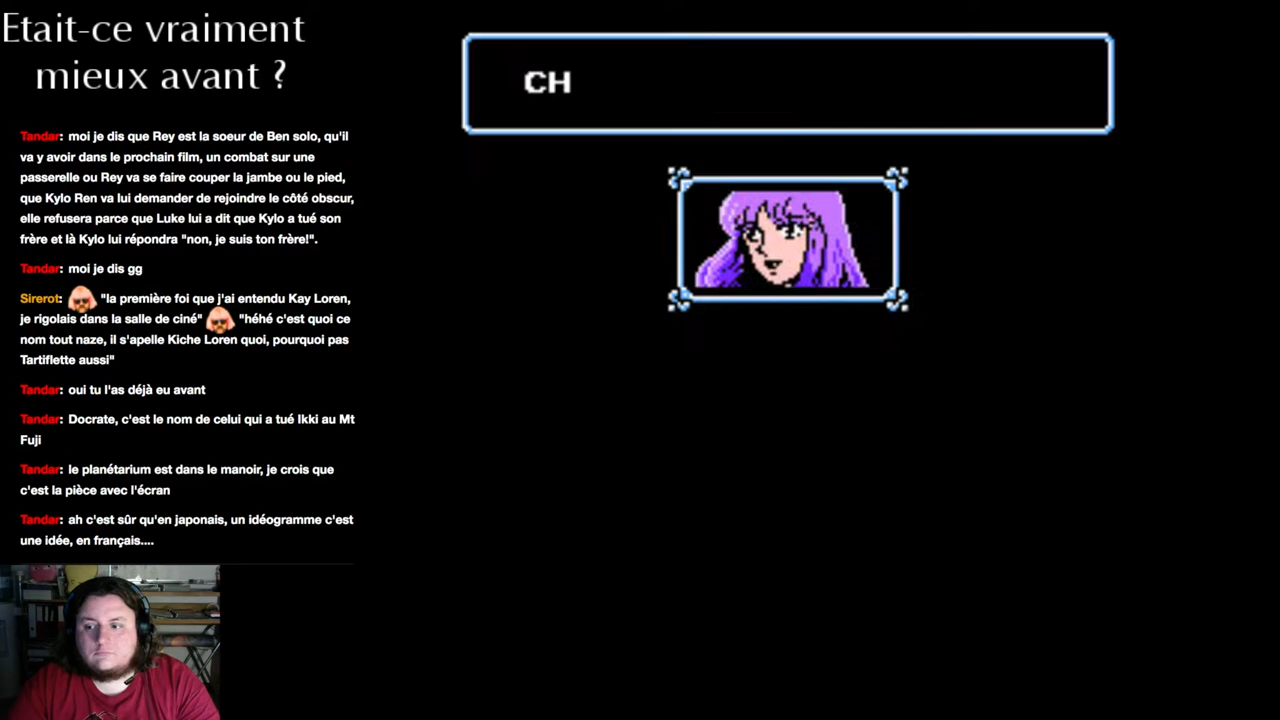 Etait-ce vraiment
mieux avant ?
CH
Tandar: moi je dis que Rey est la soeur de Ben solo, qu'il
va y avoir dans le prochain film, un combat sur une
passerelle ou Rey va se faire couper la jambe ou le pied,
que Kylo Ren va lui demander de rejoindre le côté obscur,
elle refusera parce que Luke lui a dit que Kylo a tué son
frère et là Kylo lui répondra "non, je suis ton frère!".
Tandar: moi je dis gg
Sirerot: "la première foi que j'ai entendu Kay Loren,
je rigolais dans la salle de ciné" "héhé c'est quoi ce
nom tout naze, il s'apelle Kiche Loren quoi, pourquoi pas
Tartiflette aussi"
Tandar: oui tu l'as déjà eu avant
Tandar: Docrate, c'est le nom de celui qui a tué Ikki au Mt
Fuji
Tandar: le planétarium est dans le manoir, je crois que
c'est la pièce avec l'écran
Tandar: ah c'est sûr qu'en japonais, un idéogramme c'est
une idée, en français....